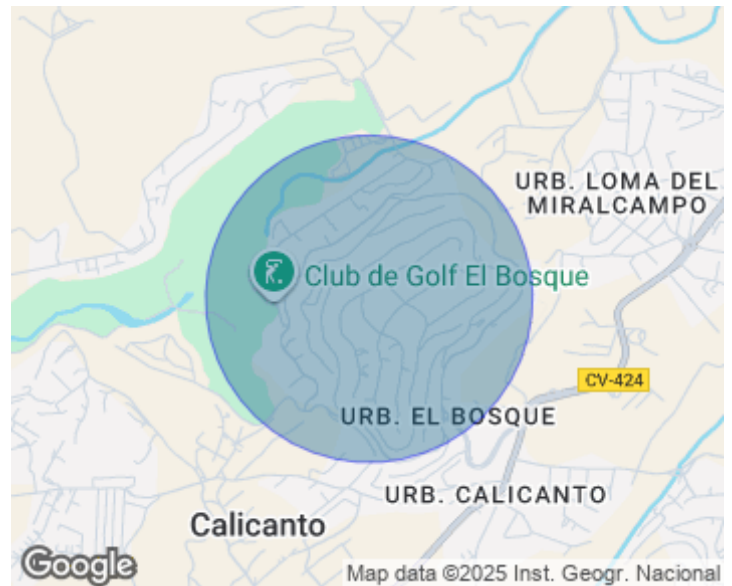 URB. LOMA DEL
MIRALCAMPO
Club de Golf El Bosque
CV-424
URB. EL BOSQUE
URB. CALICANTO
Calicanto
Google
Map data ©2025 Inst. Geogr. Nacional